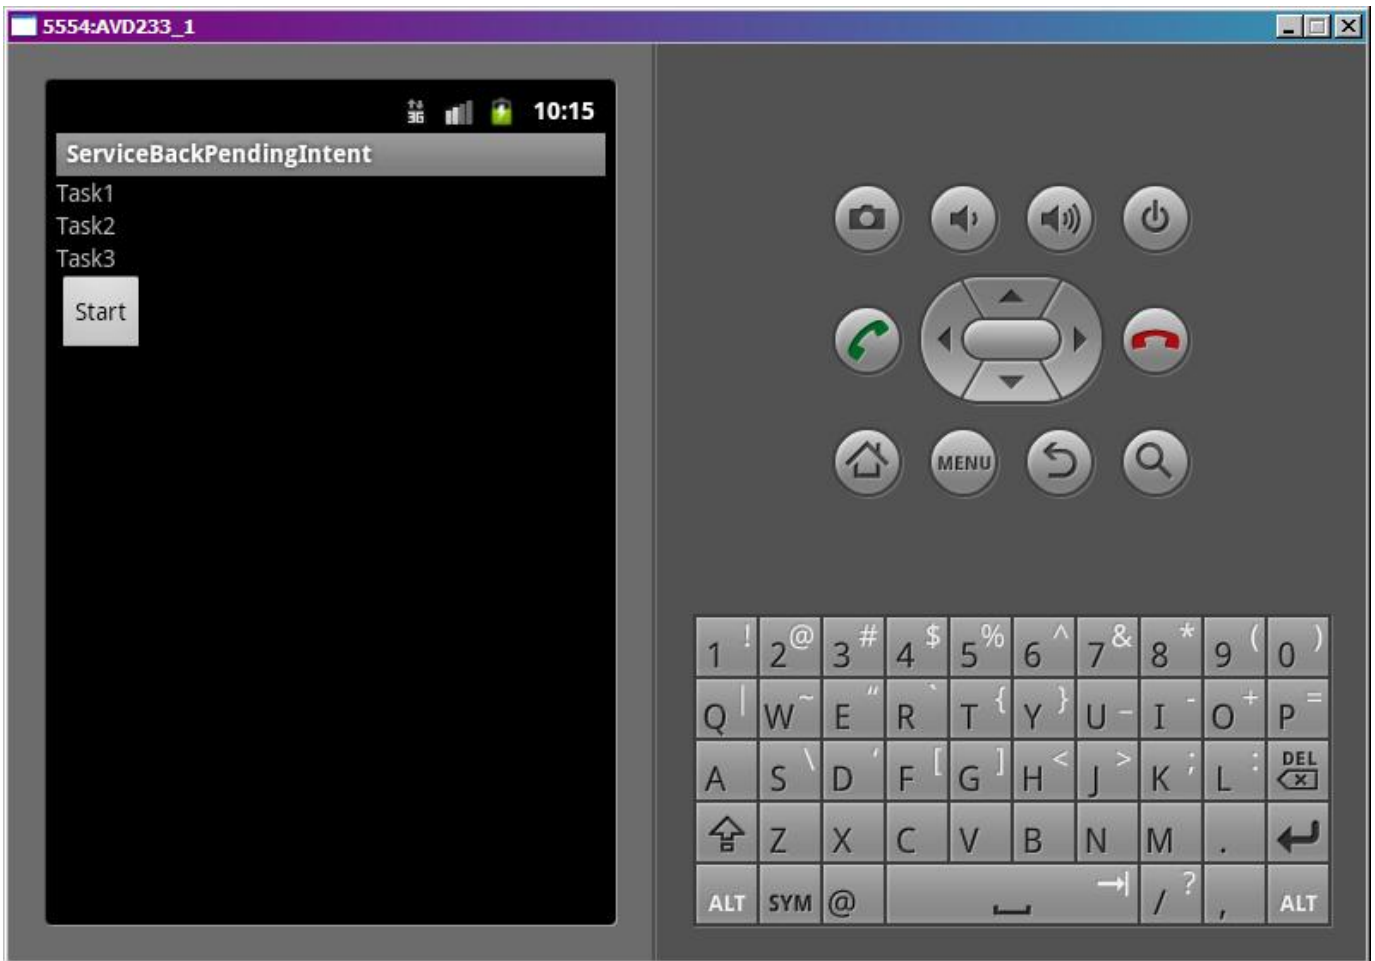 5554:AVD233_1
3G 10:15
ServiceBackPendingIntent
Task1
Task2
Task3
Start
MENU
1 ! 2 @ 3 # 4 $ 5 % 6 ^ 7 & 8 * 9 ( 0 )
Q | W ~ E " R ` T { Y } U _ I - O + P =
A S \ D ' F [ G ] H < J > K ; L : DEL
Z X C V B N M .
ALT SYM @ / ? , ALT